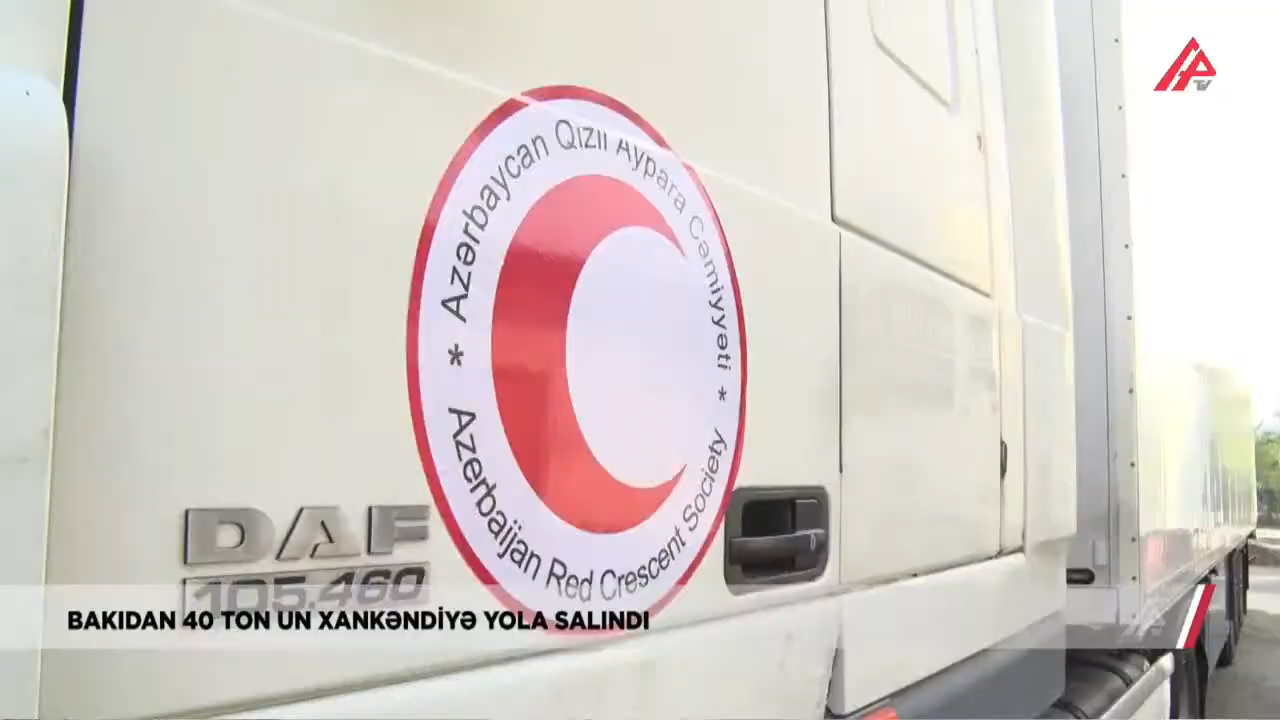 APTV
Azərbaycan Qızıl Aypara Cəmiyyəti
* Azerbaijan Red Crescent Society *
DAF
105.460
BAKIDAN 40 TON UN XANKƏNDİYƏ YOLA SALINDI